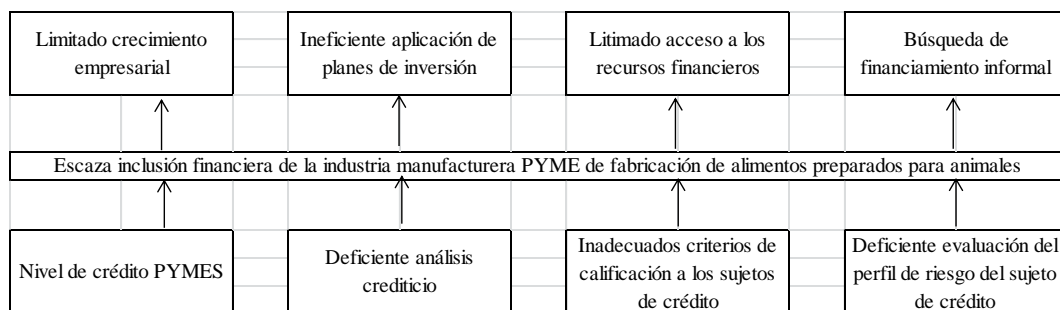 Limitado crecimiento
empresarial
Ineficiente aplicación de
planes de inversión
Litimado acceso a los
recursos financieros
Búsqueda de
financiamiento informal
Escaza inclusión financiera de la industria manufacturera PYME de fabricación de alimentos preparados para animales
Nivel de crédito PYMES
Deficiente análisis
crediticio
Inadecuados criterios de
calificación a los sujetos
de crédito
Deficiente evaluación del
perfil de riesgo del sujeto
de crédito